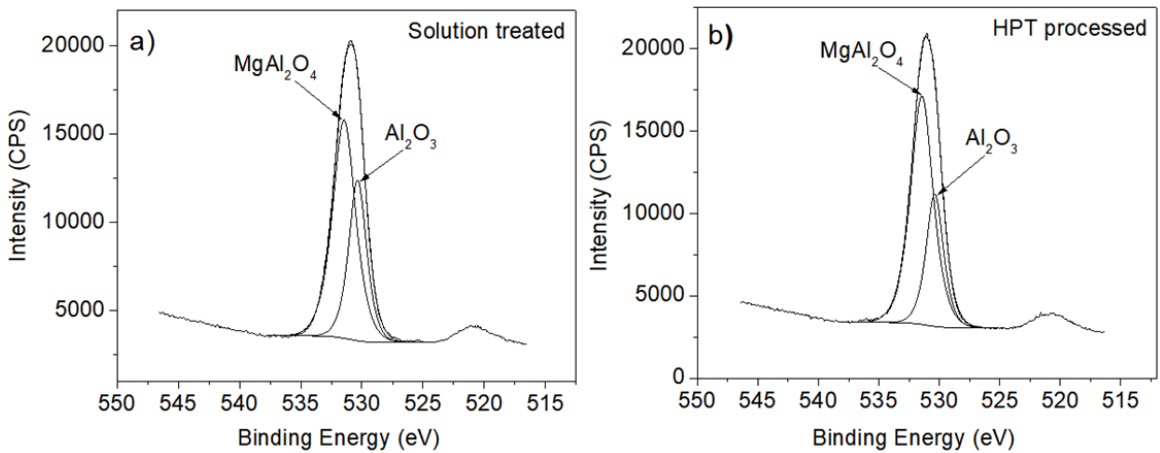 a)
Solution treated
MgAl₂O₄
Al₂O₃
20000
15000
10000
5000
Intensity (CPS)
550 545 540 535 530 525 520 515
Binding Energy (eV)
b)
HPT processed
MgAl₂O₄
Al₂O₃
20000
15000
10000
5000
0
Intensity (CPS)
550 545 540 535 530 525 520 515
Binding Energy (eV)